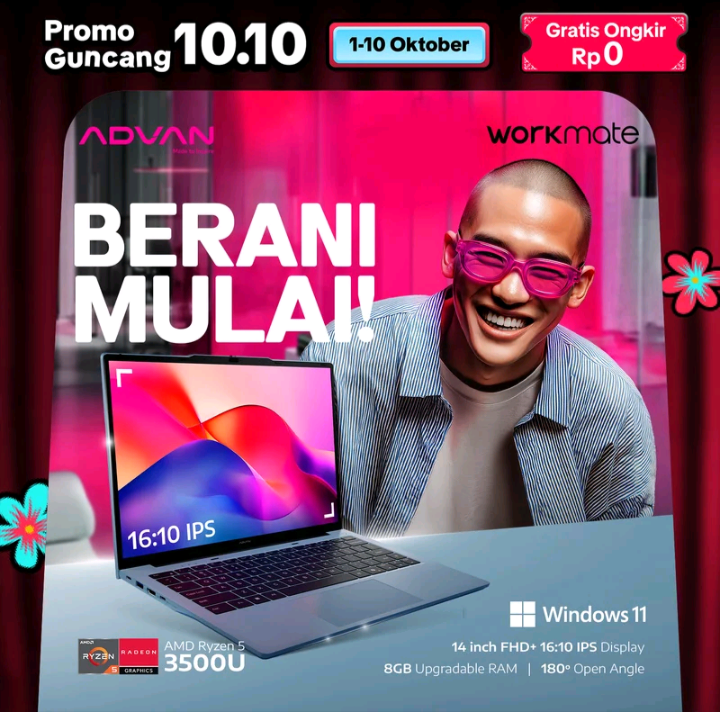 Promo
Guncang
10.10
1-10 Oktober
Gratis Ongkir
Rp0
ADVAN
workmate
BERANI
MULAI!
16:10 IPS
Windows 11
AMD
RYZEN
5
RADEON
GRAPHICS
AMD Ryzen 5
3500U
14 inch FHD+ 16:10 IPS Display
8GB Upgradable RAM | 180° Open Angle